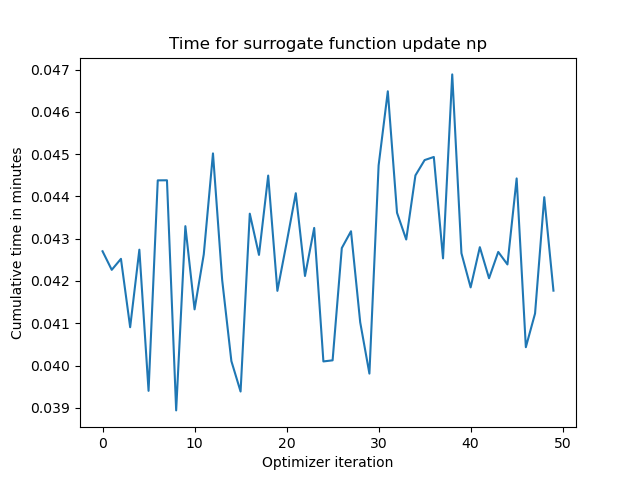 Time for surrogate function update np
Cumulative time in minutes
0.047
0.046
0.045
0.044
0.043
0.042
0.041
0.040
0.039
0 10 20 30 40 50
Optimizer iteration